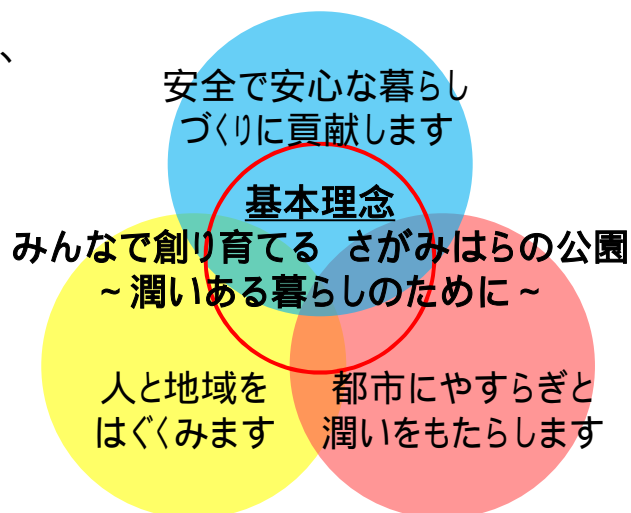 、
安全で安心な暮らし
づくりに貢献します
基本理念
みんなで創り育てる さがみはらの公園
~潤いある暮らしのために~
人と地域を
はぐくみます
都市にやすらぎと
潤いをもたらします